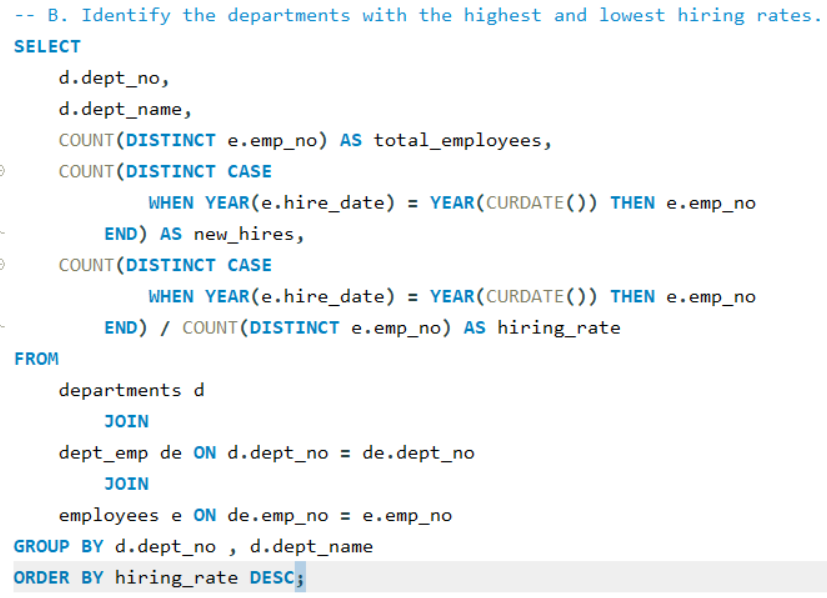 -- B. Identify the departments with the highest and lowest hiring rates.
SELECT
    d.dept_no,
    d.dept_name,
    COUNT(DISTINCT e.emp_no) AS total_employees,
    COUNT(DISTINCT CASE
            WHEN YEAR(e.hire_date) = YEAR(CURDATE()) THEN e.emp_no
        END) AS new_hires,
    COUNT(DISTINCT CASE
            WHEN YEAR(e.hire_date) = YEAR(CURDATE()) THEN e.emp_no
        END) / COUNT(DISTINCT e.emp_no) AS hiring_rate
FROM
    departments d
        JOIN
    dept_emp de ON d.dept_no = de.dept_no
        JOIN
    employees e ON de.emp_no = e.emp_no
GROUP BY d.dept_no , d.dept_name
ORDER BY hiring_rate DESC;